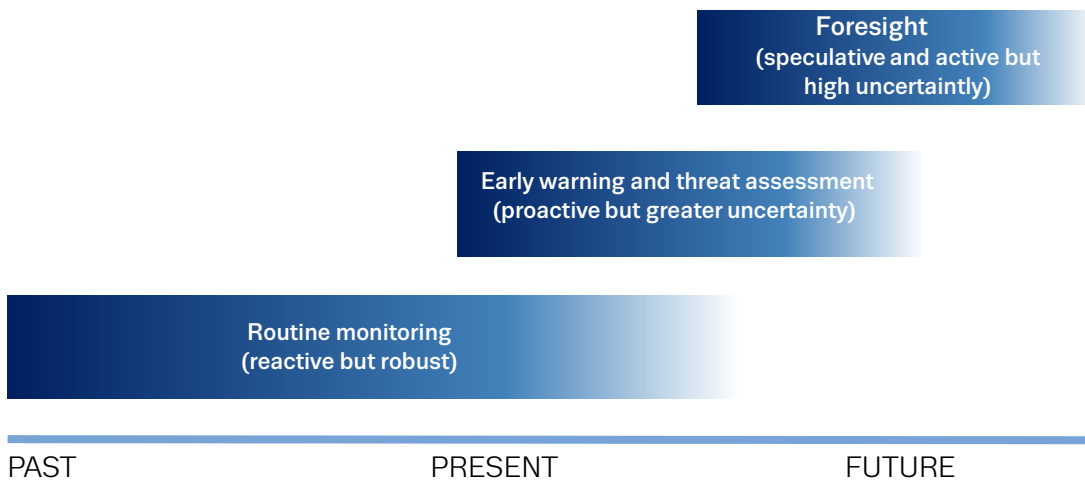 Foresight
(speculative and active but
high uncertaintly)
Early warning and threat assessment
(proactive but greater uncertainty)
Routine monitoring
(reactive but robust)
PAST PRESENT FUTURE